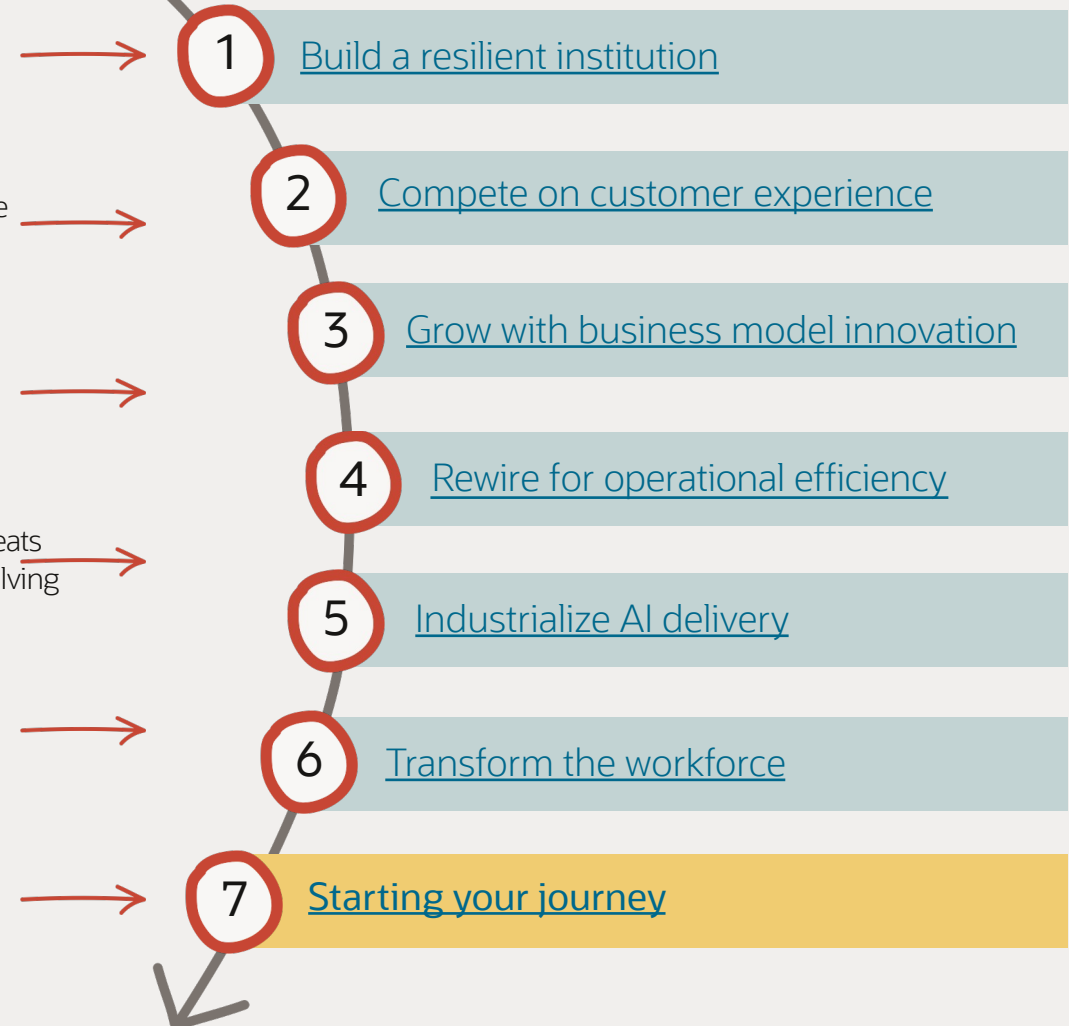 1 Build a resilient institution
2 Compete on customer experience
3 Grow with business model innovation
4 Rewire for operational efficiency
5 Industrialize AI delivery
6 Transform the workforce
7 Starting your journey